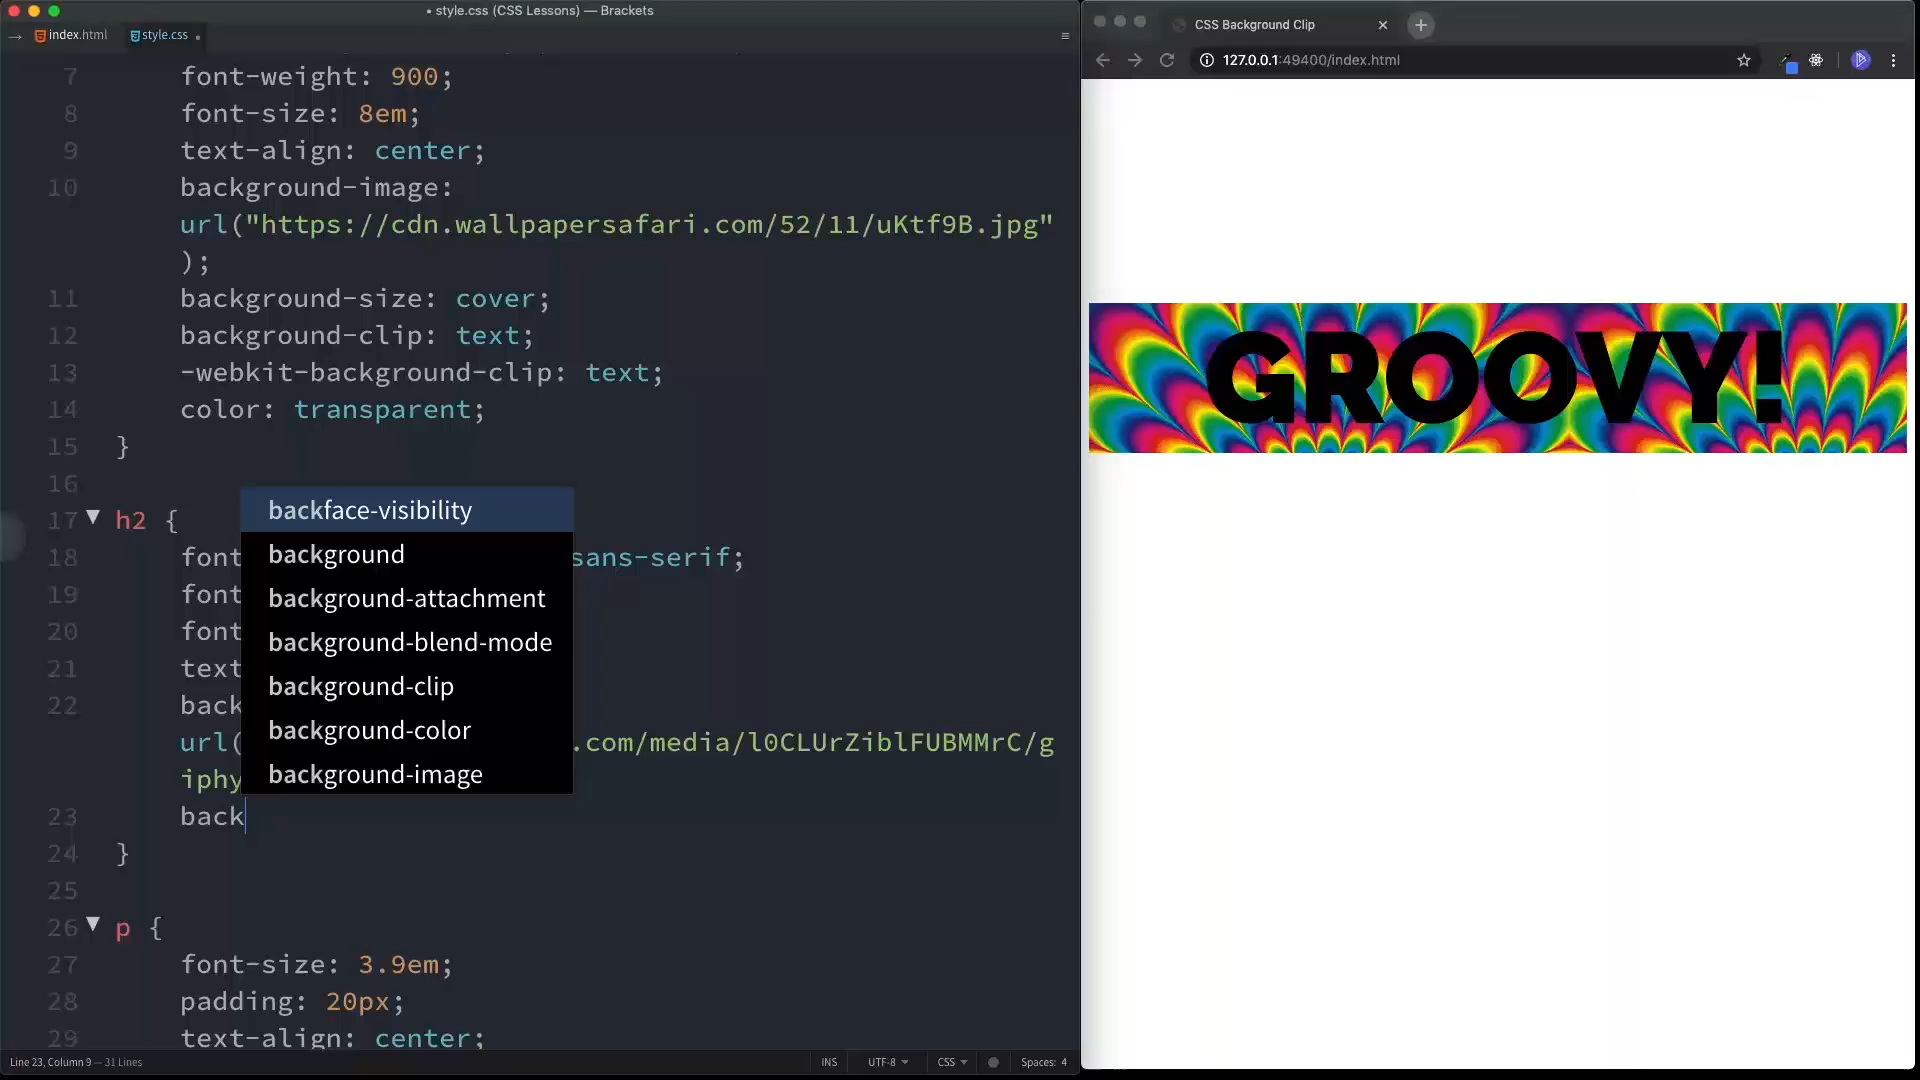 • style.css (CSS Lessons) — Brackets
index.html
style.css
7 font-weight: 900;
8 font-size: 8em;
9 text-align: center;
10 background-image:
url("https://cdn.wallpapersafari.com/52/11/uKtf9B.jpg"
);
11 background-size: cover;
12 background-clip: text;
13 -webkit-background-clip: text;
14 color: transparent;
15 }
16
17 h2 {
18 font sans-serif;
19 font
20 font
21 text
22 back
url( .com/media/l0CLUrZiblFUBMMrC/g
iphy
23 back
24 }
25
26 p {
27 font-size: 3.9em;
28 padding: 20px;
29 text-align: center;
backface-visibility
background
background-attachment
background-blend-mode
background-clip
background-color
background-image
Line 23, Column 9 — 31 Lines
INS
UTF-8
CSS
Spaces: 4
CSS Background Clip
127.0.0.1:49400/index.html
GROOVY!